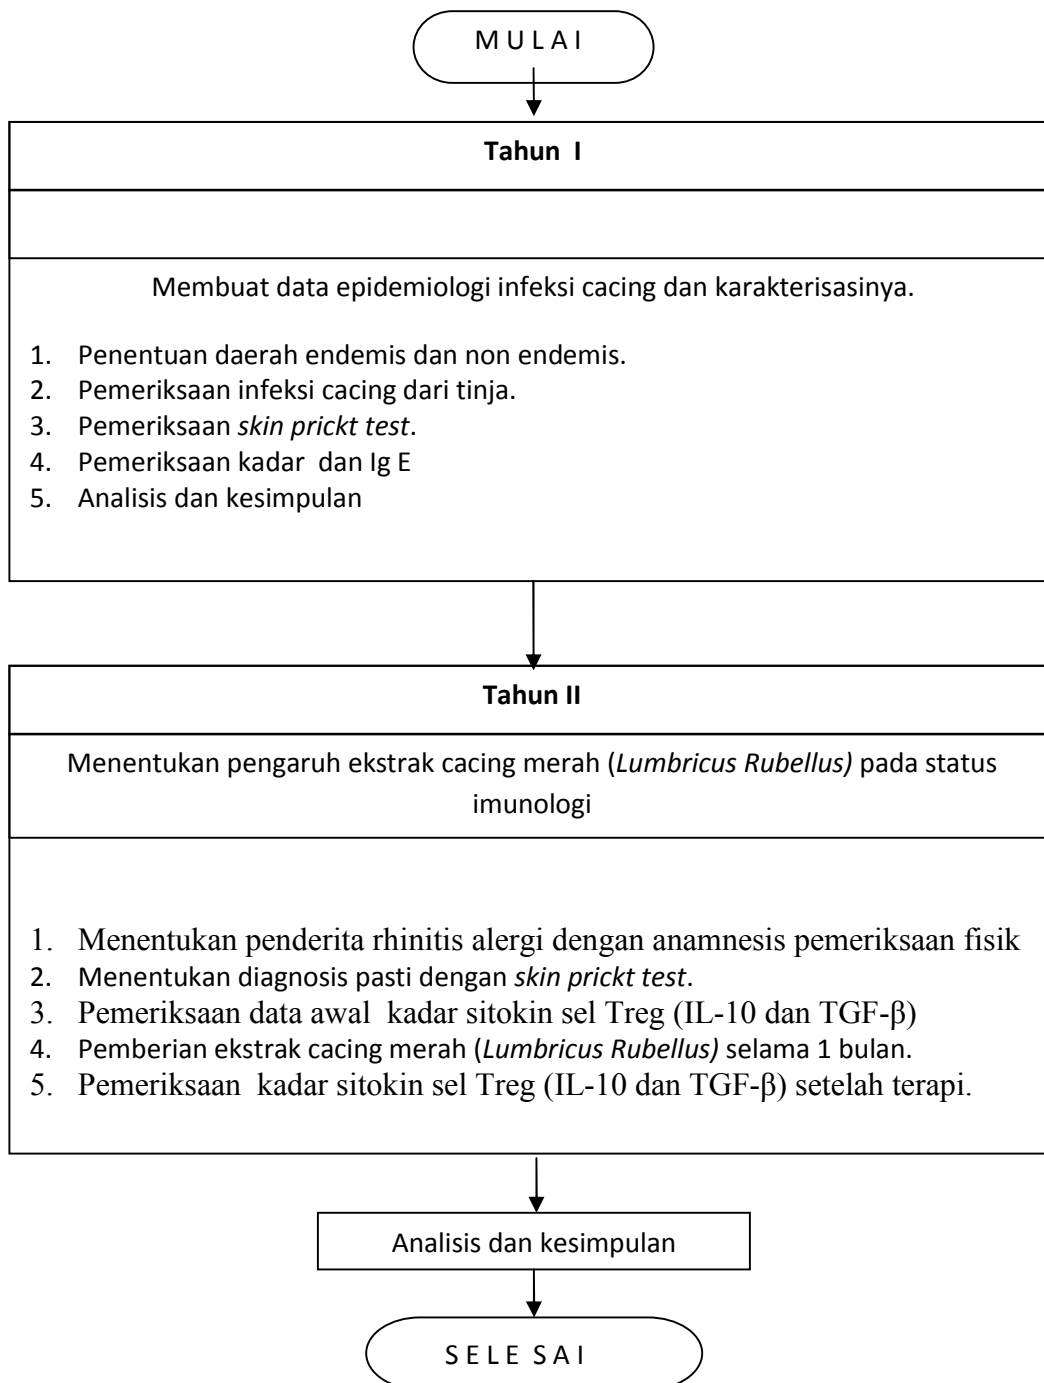 M U L A I
Tahun I
Membuat data epidemiologi infeksi cacing dan karakterisasinya.
1. Penentuan daerah endemis dan non endemis.
2. Pemeriksaan infeksi cacing dari tinja.
3. Pemeriksaan skin prickt test.
4. Pemeriksaan kadar dan Ig E
5. Analisis dan kesimpulan
Tahun II
Menentukan pengaruh ekstrak cacing merah (Lumbricus Rubellus) pada status
imunologi
1. Menentukan penderita rhinitis alergi dengan anamnesis pemeriksaan fisik
2. Menentukan diagnosis pasti dengan skin prickt test.
3. Pemeriksaan data awal kadar sitokin sel Treg (IL-10 dan TGF-β)
4. Pemberian ekstrak cacing merah (Lumbricus Rubellus) selama 1 bulan.
5. Pemeriksaan kadar sitokin sel Treg (IL-10 dan TGF-β) setelah terapi.
Analisis dan kesimpulan
S E L E S A I